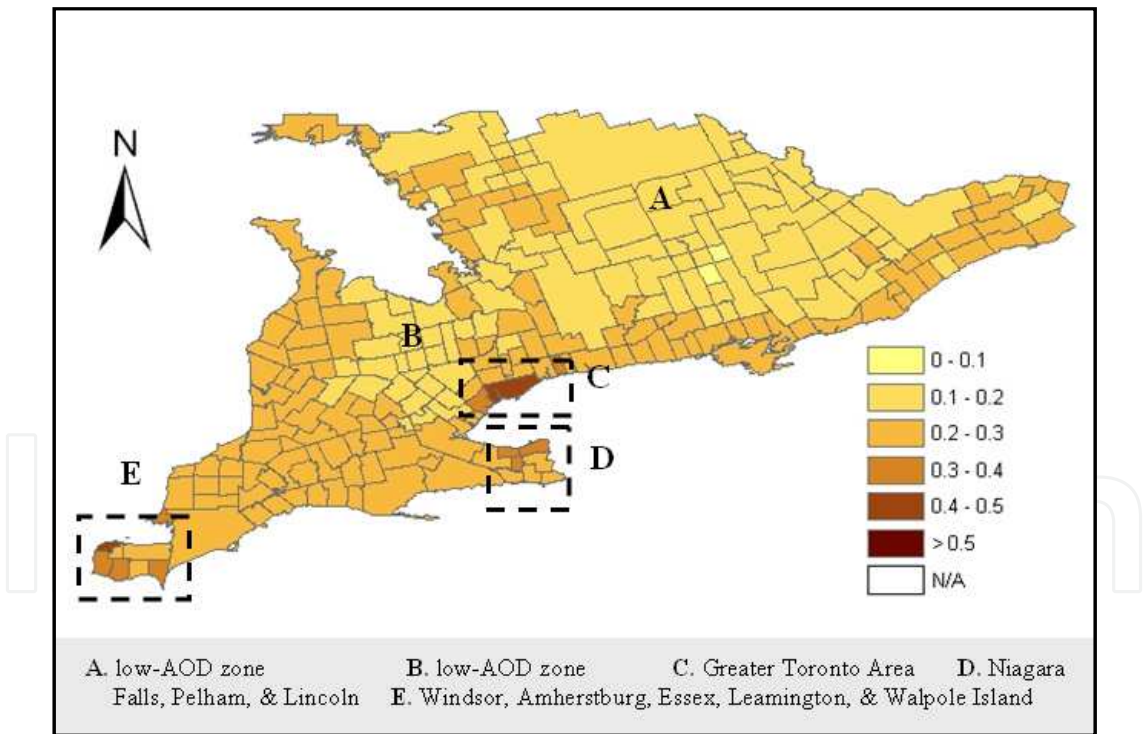 N
A
B
C
D
E
0 - 0.1
0.1 - 0.2
0.2 - 0.3
0.3 - 0.4
0.4 - 0.5
> 0.5
N/A
A. low-AOD zone B. low-AOD zone C. Greater Toronto Area D. Niagara
Falls, Pelham, & Lincoln E. Windsor, Amherstburg, Essex, Leamington, & Walpole Island